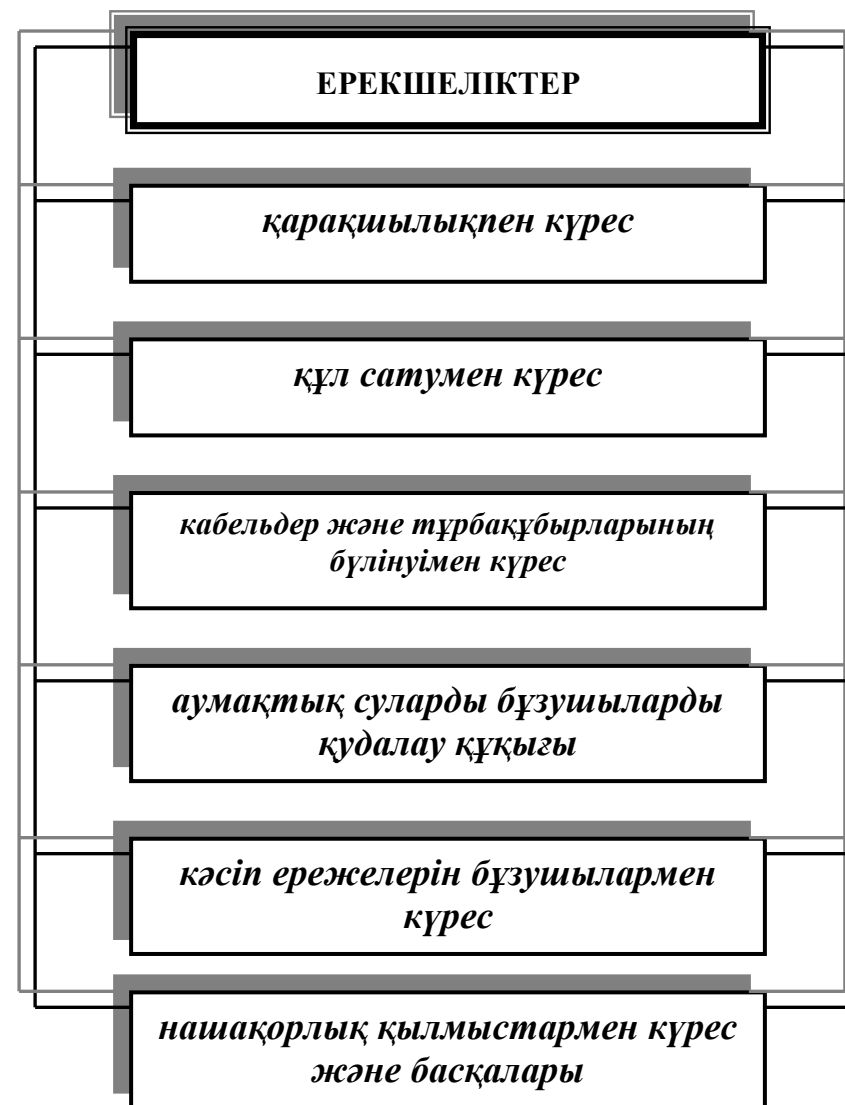 ЕРЕКШЕЛІКТЕР
қарақшылықпен күрес
құл сатумен күрес
кабельдер және тұрбақұбырларының
бүлінуімен күрес
аумақтық суларды бұзушыларды
қудалау құқығы
кәсіп ережелерін бұзушылармен
күрес
нашақорлық қылмыстармен күрес
және басқалары